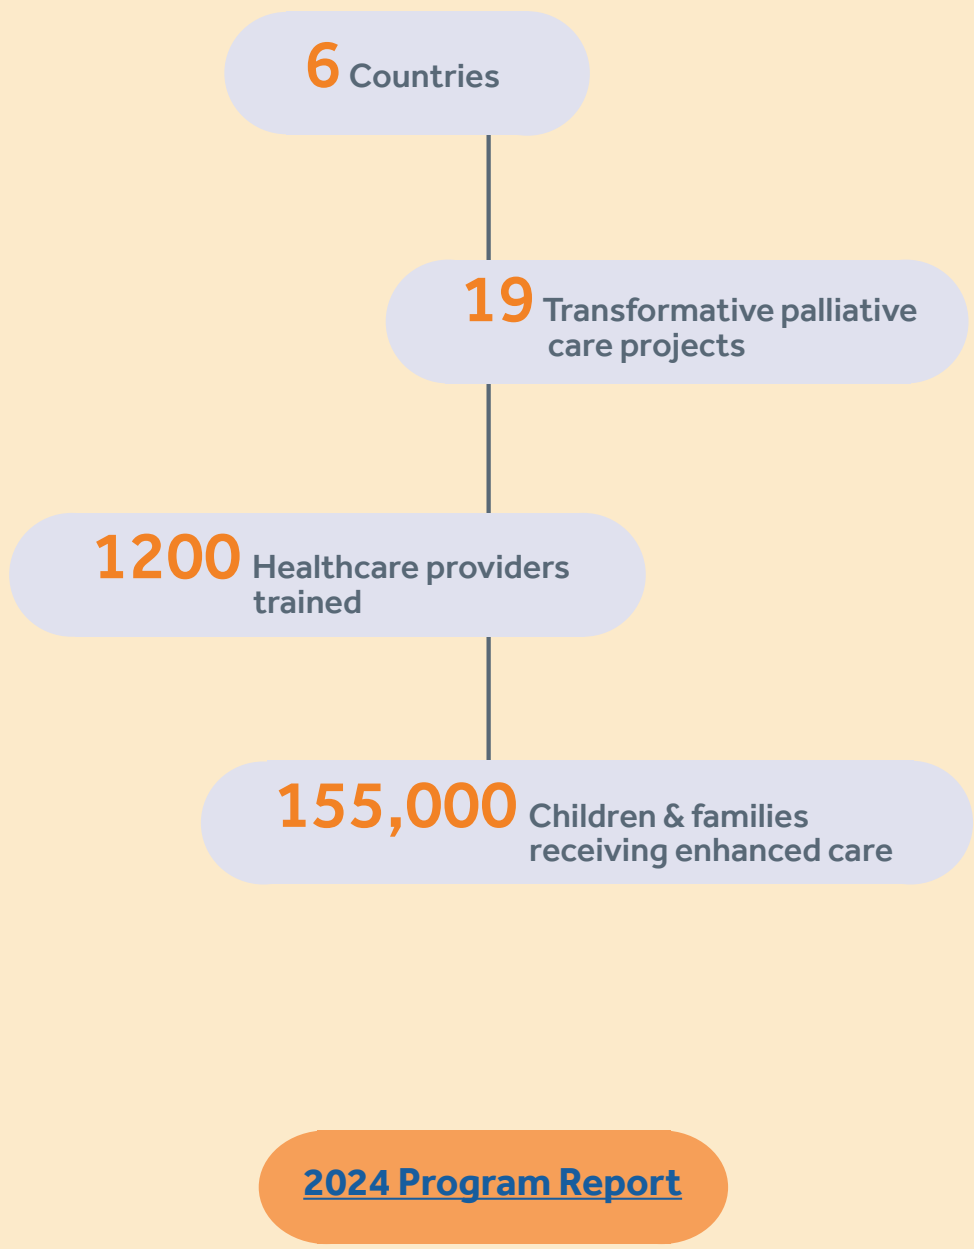 6 Countries
19 Transformative palliative
care projects
1200 Healthcare providers
trained
155,000 Children & families
receiving enhanced care
2024 Program Report